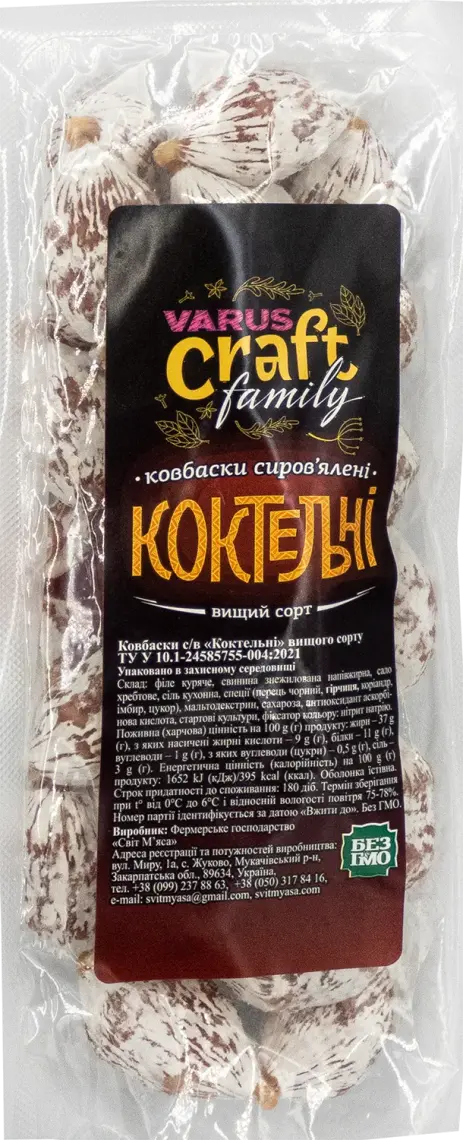 VARUS
craft
family
· ковбаски сиров'ялені ·
КОКТЕЛЬНІ
вищий сорт
Ковбаски с/в «Коктельні» вищого сорту
ТУ У 10.1-24585755-004:2021
Упаковано в захисному середовищі
Склад: філе куряче, свинина знежилована напівжирна, сало
хребтове, сіль кухонна, спеції (перець чорний, гірчиця, коріандр,
імбир, цукор), мальтодекстрин, сахароза, антиоксидант аскорбі-
нова кислота, стартові культури, фіксатор кольору: нітрит натрію.
Поживна (харчова) цінність на 100 g (г) продукту: жири – 37 g
(г), з яких насичені жирні кислоти – 9 g (г), білки – 11 g (г),
вуглеводи – 1 g (г), з яких вуглеводи (цукри) – 0,5 g (г), сіль –
3 g (г). Енергетична цінність (калорійність) на 100 g (г)
продукту: 1652 kJ (кДж)/395 kcal (ккал). Оболонка їстівна.
Строк придатності до споживання: 180 діб. Термін зберігання
при t° від 0°С до 6°С і відносній вологості повітря 75-78%.
Номер партії ідентифікується за датою «Вжити до». Без ГМО.
Виробник: Фермерське господарство
«Світ М'яса»
Адреса реєстрації та потужностей виробництва:
вул. Миру, 1а, с. Жуково, Мукачівський р-н,
Закарпатська обл., 89634, Україна.
тел. +38 (099) 237 88 63, +38 (050) 317 84 16,
e-mail: svitmyasa@gmail.com, svitmyasa.com
БЕЗ
ГМО